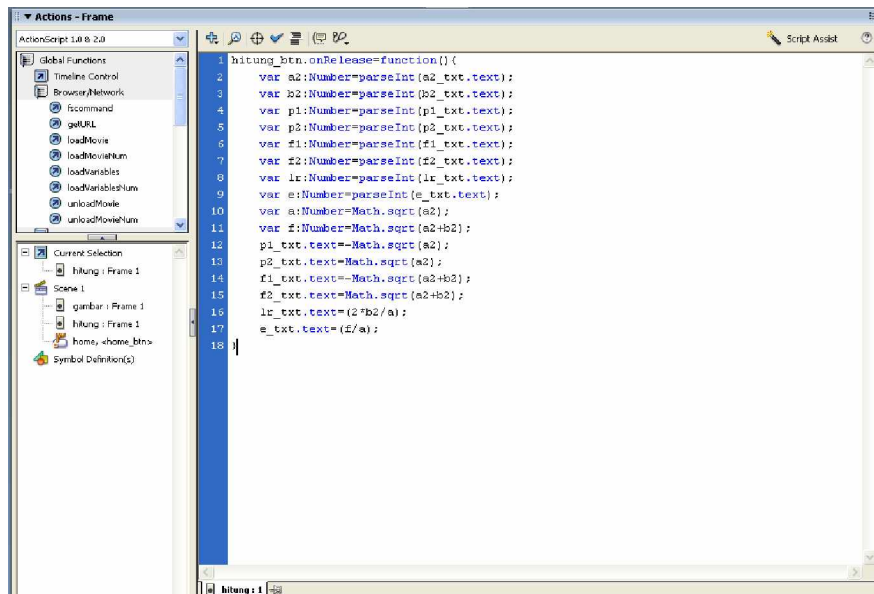 Actions - Frame
ActionScript 1.0 & 2.0
Global Functions
Timeline Control
Browser/Network
fscommand
getURL
loadMovie
loadMovieNum
loadVariables
loadVariablesNum
unloadMovie
unloadMovieNum
Current Selection
hitung : Frame 1
Scene 1
gambar : Frame 1
hitung : Frame 1
home, <home_btn>
Symbol Definition(s)
Script Assist
1 hitung_btn.onRelease=function(){
2 var a2:Number=parseInt(a2_txt.text);
3 var b2:Number=parseInt(b2_txt.text);
4 var p1:Number=parseInt(p1_txt.text);
5 var p2:Number=parseInt(p2_txt.text);
6 var f1:Number=parseInt(f1_txt.text);
7 var f2:Number=parseInt(f2_txt.text);
8 var lr:Number=parseInt(lr_txt.text);
9 var e:Number=parseInt(e_txt.text);
10 var a:Number=Math.sqrt(a2);
11 var f:Number=Math.sqrt(a2+b2);
12 p1_txt.text=-Math.sqrt(a2);
13 p2_txt.text=Math.sqrt(a2);
14 f1_txt.text=-Math.sqrt(a2+b2);
15 f2_txt.text=Math.sqrt(a2+b2);
16 lr_txt.text=(2*b2/a);
17 e_txt.text=(f/a);
18 }
hitung : 1